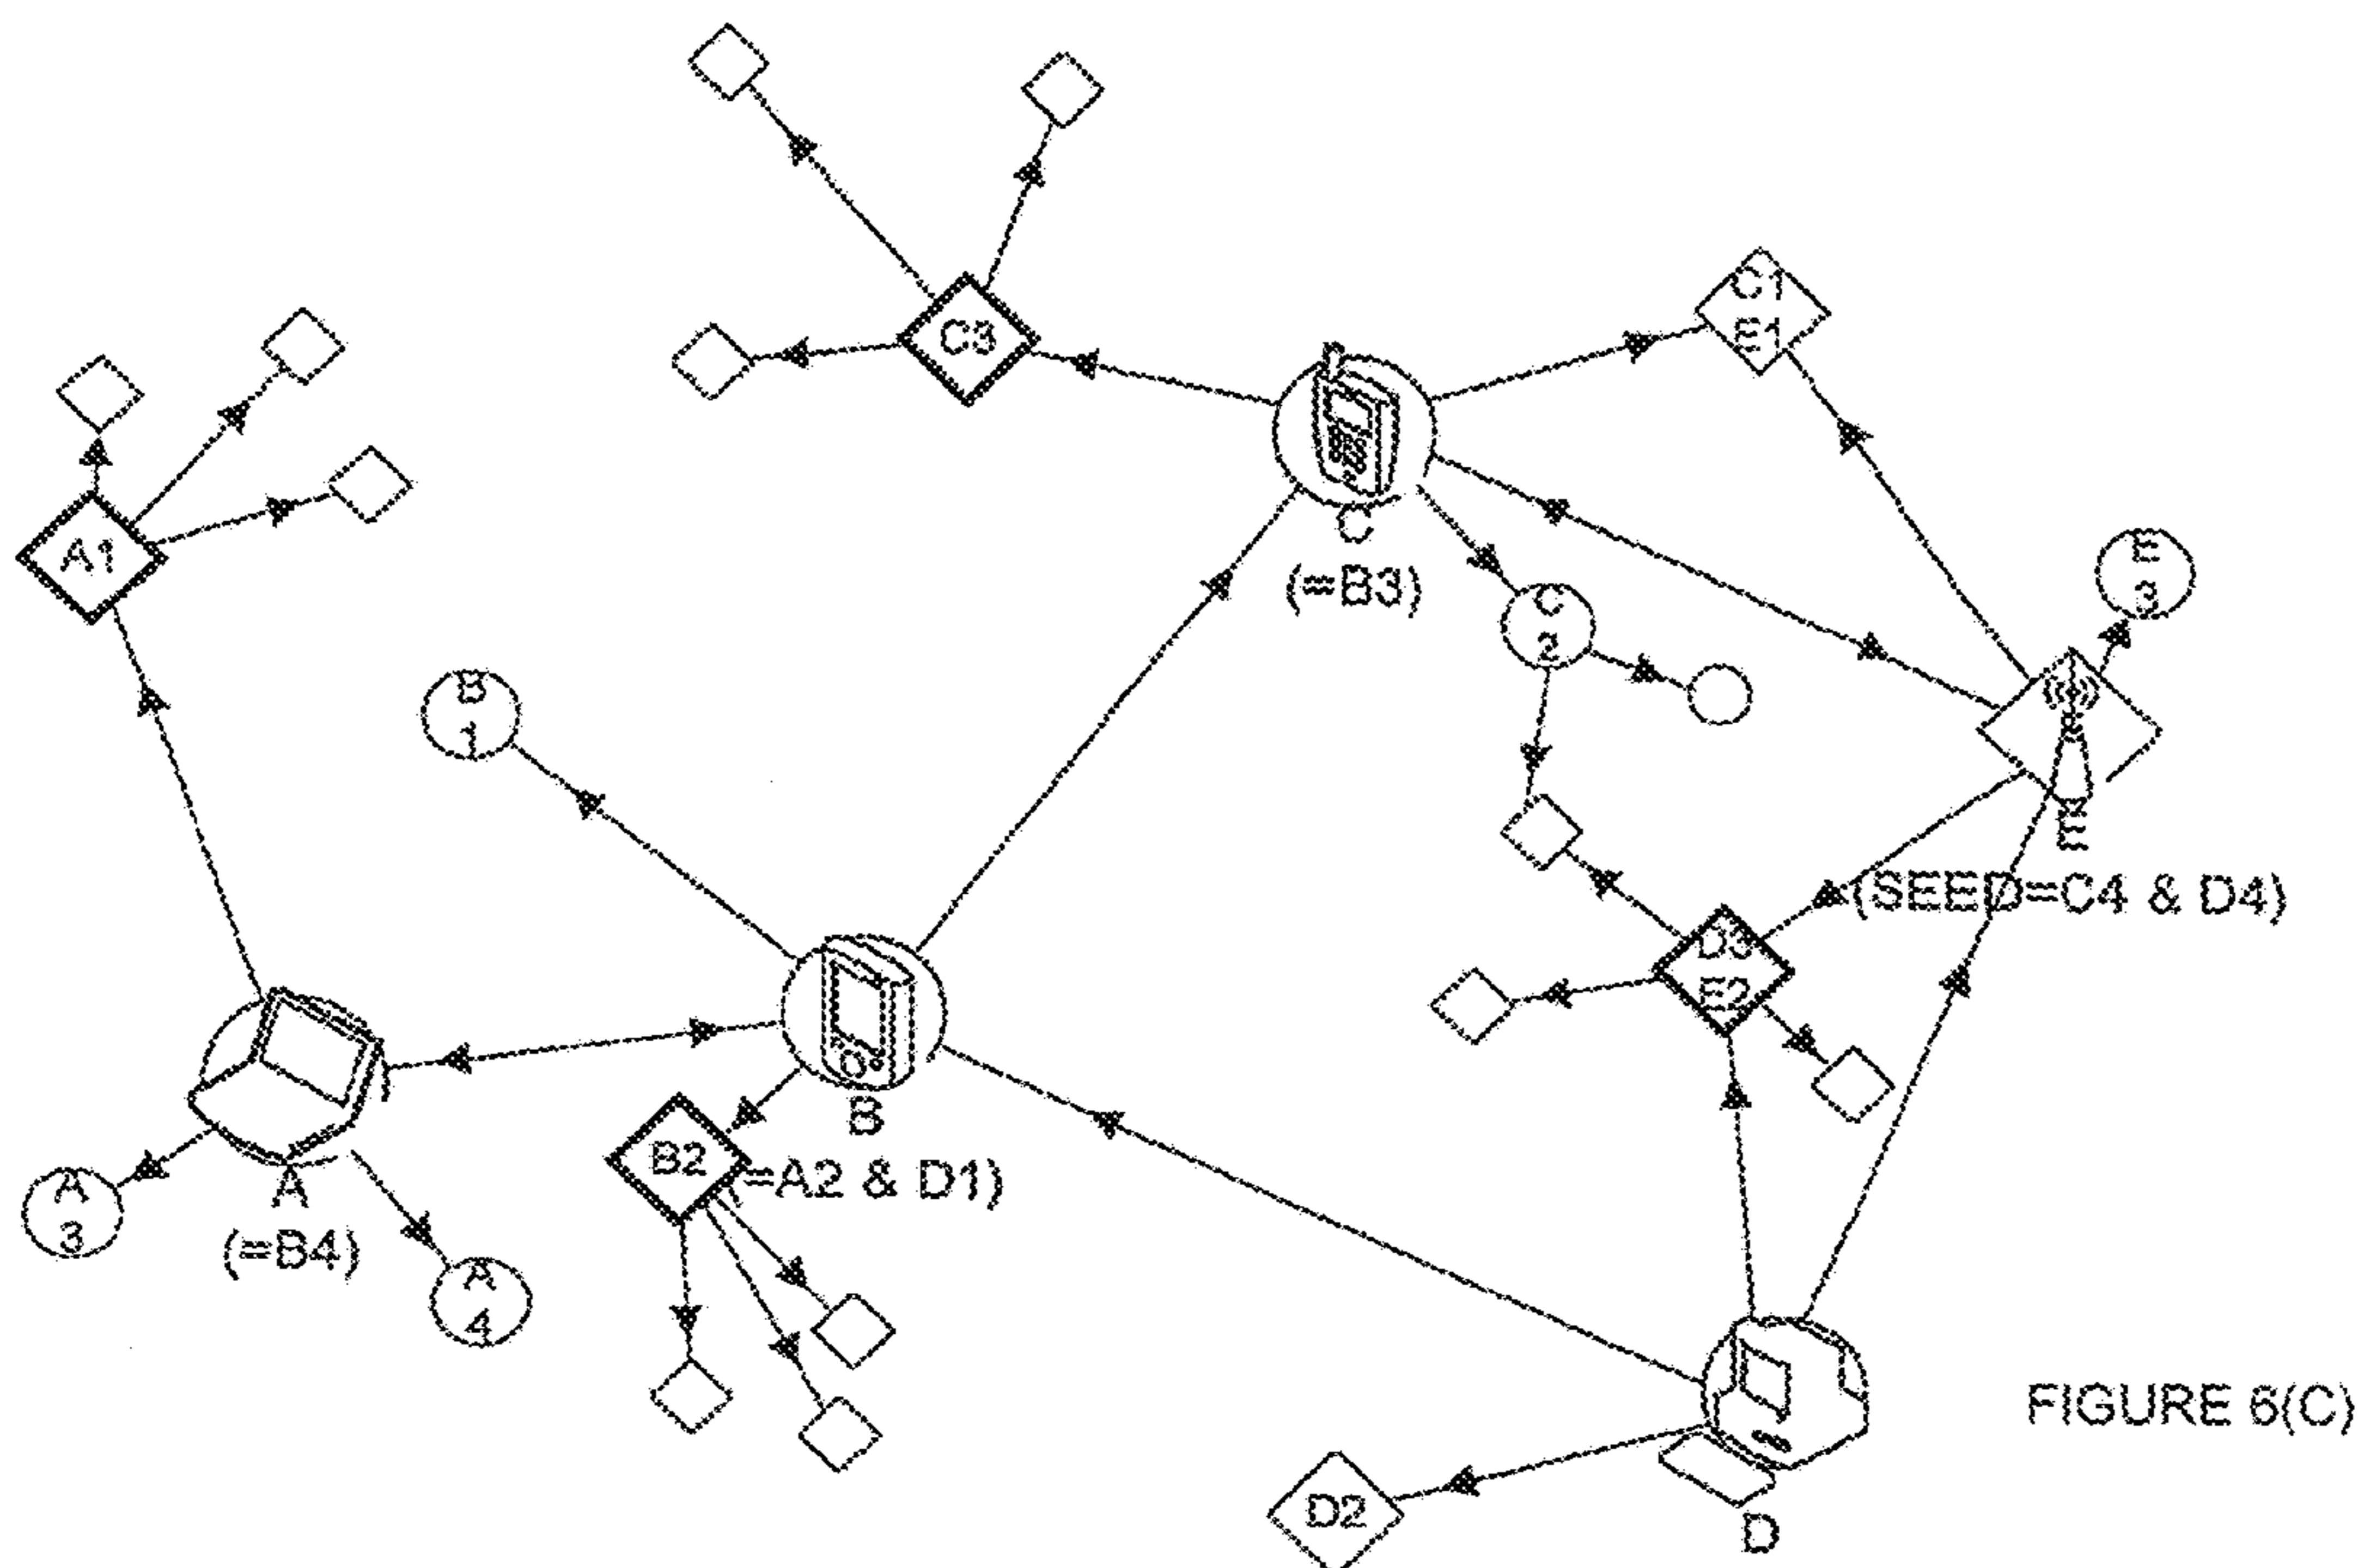 C1
E1
C3
C
(=B3)
A1
E
3
C
2
B
1
E
(SEED=C4 & D4)
D3
E2
B
B2
=A2 & D1)
A
3
A
(=B4)
A
4
FIGURE 6(C)
D2
D